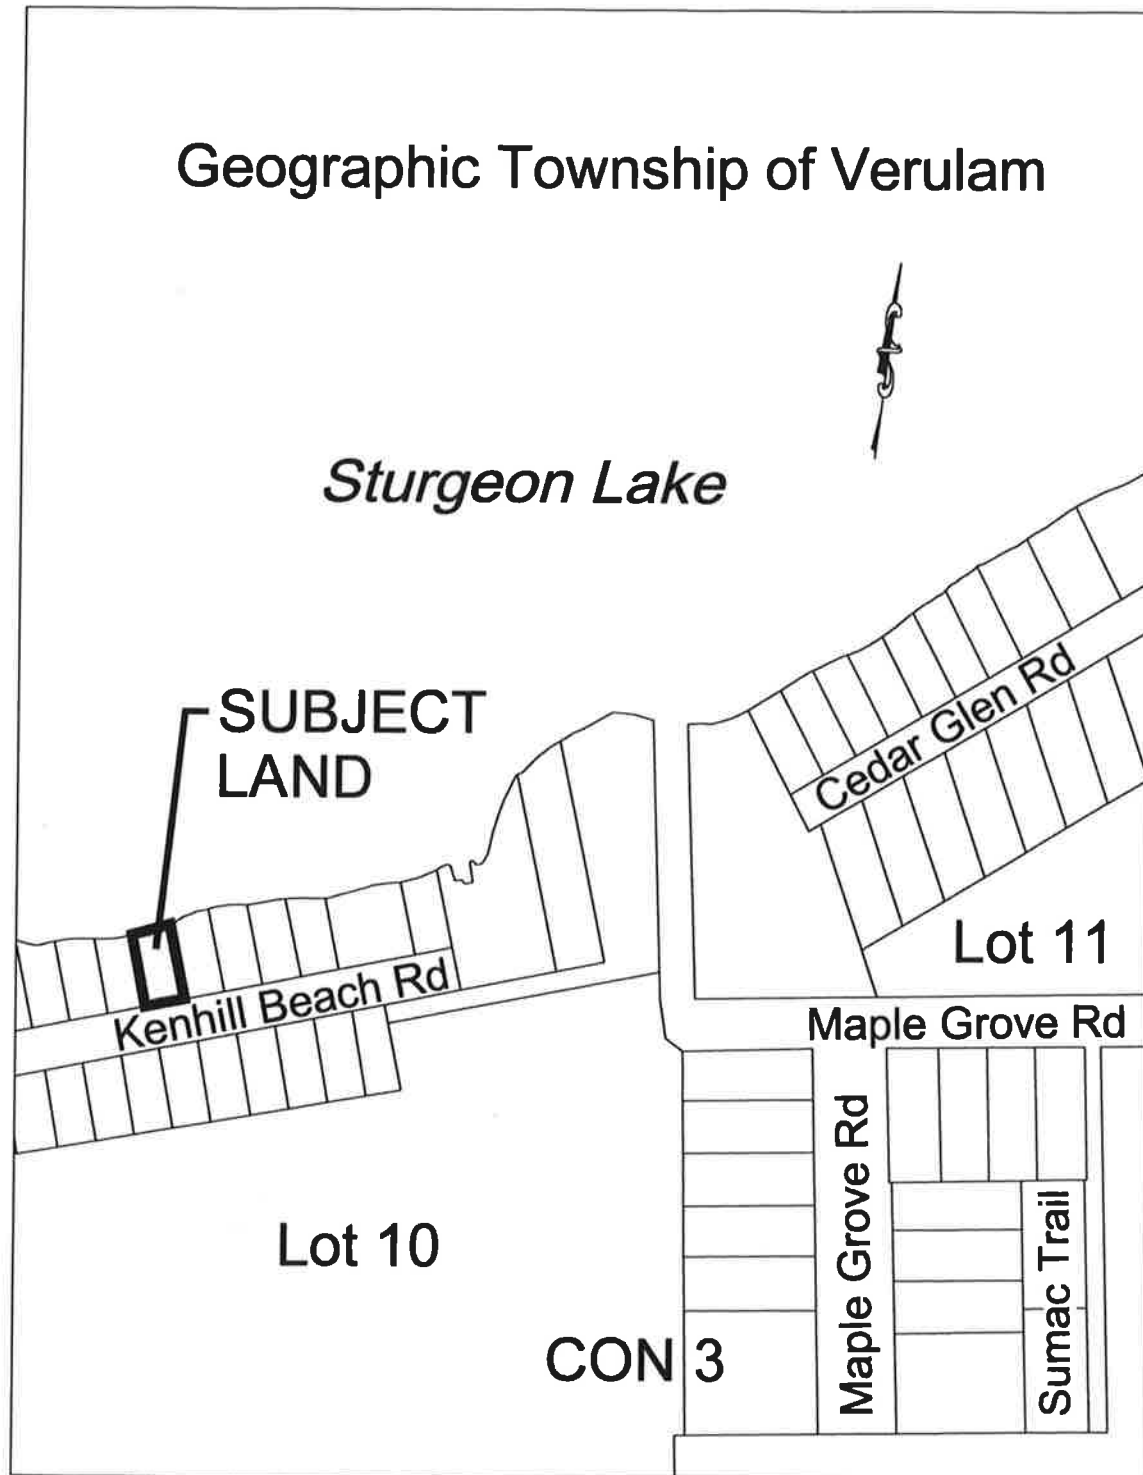 Geographic Township of Verulam
Sturgeon Lake
SUBJECT
LAND
Cedar Glen Rd
Lot 11
Kenhill Beach Rd
Maple Grove Rd
Maple Grove Rd
Sumac Trail
Lot 10
CON 3